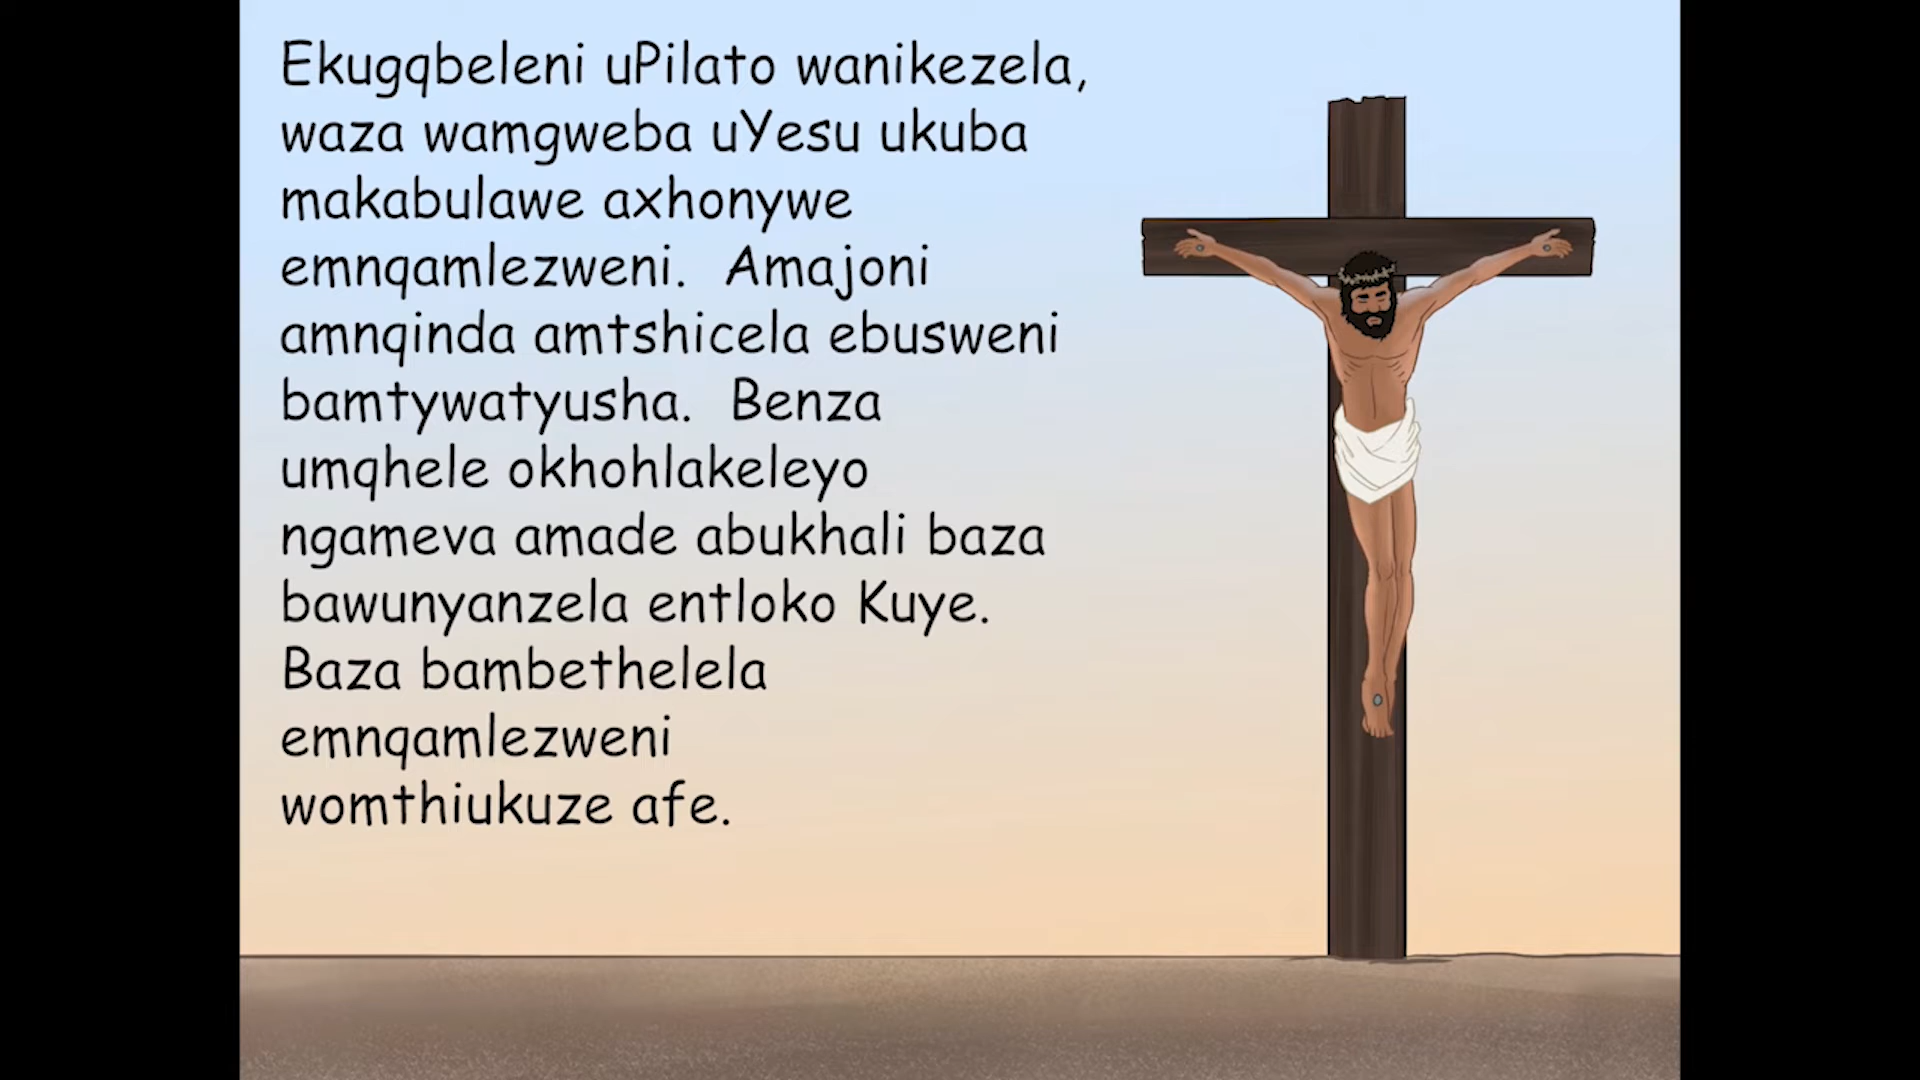 Ekugqbeleni uPilato wanikezela,
waza wamgweba uYesu ukuba
makabulawe axhonywe
emnqamlezweni. Amajoni
amnqinda amtshicela ebusweni
bamtywatyusha. Benza
umqhele okhohlakeleyo
ngameva amade abukhali baza
bawunyanzela entloko Kuye.
Baza bambethelela
emnqamlezweni
womthiukuze afe.